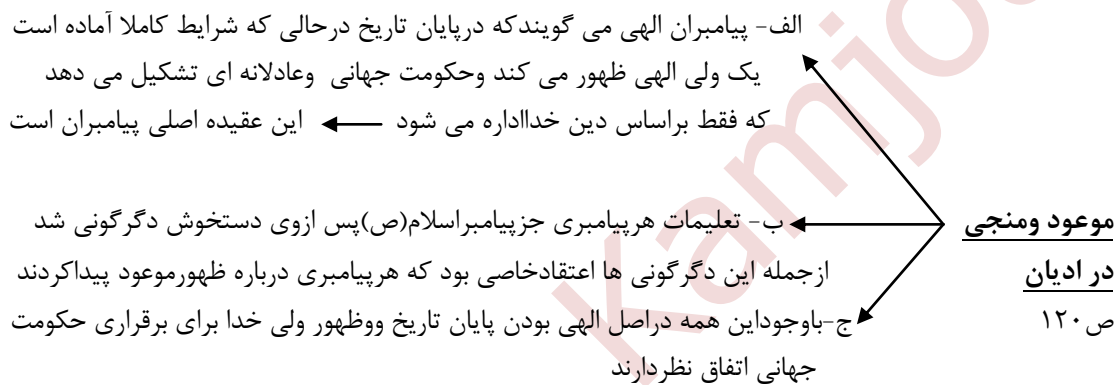 الف- پیامبران الهی می گویندکه درپایان تاریخ درحالی که شرایط کاملا آماده است
یک ولی الهی ظهور می کند وحکومت جهانی وعادلانه ای تشکیل می دهد
که فقط براساس دین خدااداره می شود ← این عقیده اصلی پیامبران است
موعود ومنجی
در ادیان
ص۱۲۰
ب- تعلیمات هرپیامبری جزپیامبراسلام(ص)پس ازوی دستخوش دگرگونی شد
ازجمله این دگرگونی ها اعتقادخاصی بود که هرپیامبری درباره ظهورموعود پیداکردند
ج-باوجوداین همه دراصل الهی بودن پایان تاریخ ووظهور ولی خدا برای برقراری حکومت
جهانی اتفاق نظردارند